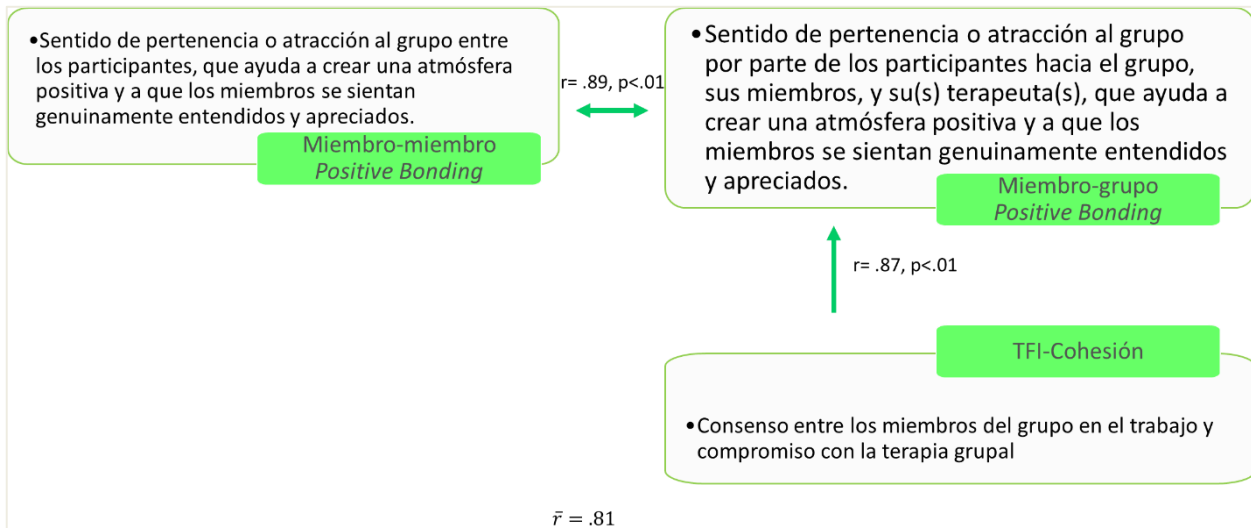 •Sentido de pertenencia o atracción al grupo entre
los participantes, que ayuda a crear una atmósfera
positiva y a que los miembros se sientan
genuinamente entendidos y apreciados.
Miembro-miembro
Positive Bonding
r= .89, p<.01
•Sentido de pertenencia o atracción al grupo
por parte de los participantes hacia el grupo,
sus miembros, y su(s) terapeuta(s), que ayuda a
crear una atmósfera positiva y a que los
miembros se sientan genuinamente entendidos
y apreciados.
Miembro-grupo
Positive Bonding
r= .87, p<.01
TFI-Cohesión
•Consenso entre los miembros del grupo en el trabajo y
compromiso con la terapia grupal
r̄ = .81